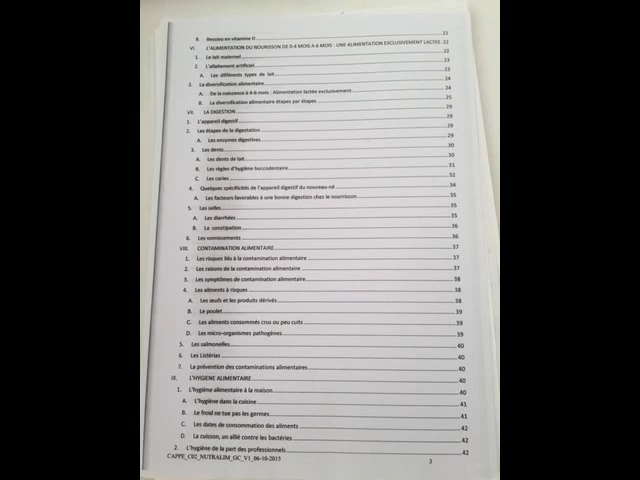 B. Besoins en vitamine D 22
VI. L'ALIMENTATION DU NOURISSON DE 0-4 MOIS A 6 MOIS : UNE ALIMENTATION EXCLUSIVEMENT LACTEE 22
1. Le lait maternel 22
2. L'allaitement artificiel 23
A. Les différents types de lait 23
3. La diversification alimentaire 24
A. De la naissance à 4-6 mois : Alimentation lactée exclusivement 24
B. La diversification alimentaire étapes par étapes 25
VII. LA DIGESTION 29
1. L'appareil digestif 29
2. Les étapes de la digestation 29
A. Les enzymes digestives 29
3. Les dents 30
A. Les dents de lait 30
B. Les règles d'hygiène buccodentaire 31
C. Les caries 32
4. Quelques spécificités de l'appareil digestif du nouveau-né 34
A. Les facteurs favorables à une bonne digestion chez le nourrisson 35
5. Les selles 35
A. Les diarrhées 35
B. La constipation 36
6. Les vomissements 36
VIII. CONTAMINATION ALIMENTAIRE 37
1. Les risques liés à la contamination alimentaire 37
2. Les raisons de la contamination alimentaire 37
3. Les symptômes de contamination alimentaire 38
4. Les aliments à risques 38
A. Les œufs et les produits dérivés 38
B. Le poulet 39
C. Les aliments consommés crus ou peu cuits 39
D. Les micro-organismes pathogènes 39
5. Les salmonelles 40
6. Les Listérias 40
7. La prévention des contaminations alimentaires 40
IX. L'HYGIENE ALIMENTAIRE 40
1. L'hygiène alimentaire à la maison 40
A. L'hygiène dans la cuisine 41
B. Le froid ne tue pas les germes 41
C. Les dates de consommation des aliments 42
D. La cuisson, un allié contre les bactéries 42
2. L'hygiène de la part des professionnels 42
CAPPE_C02_NUTRALIM_GC_V1_06-10-2015 3